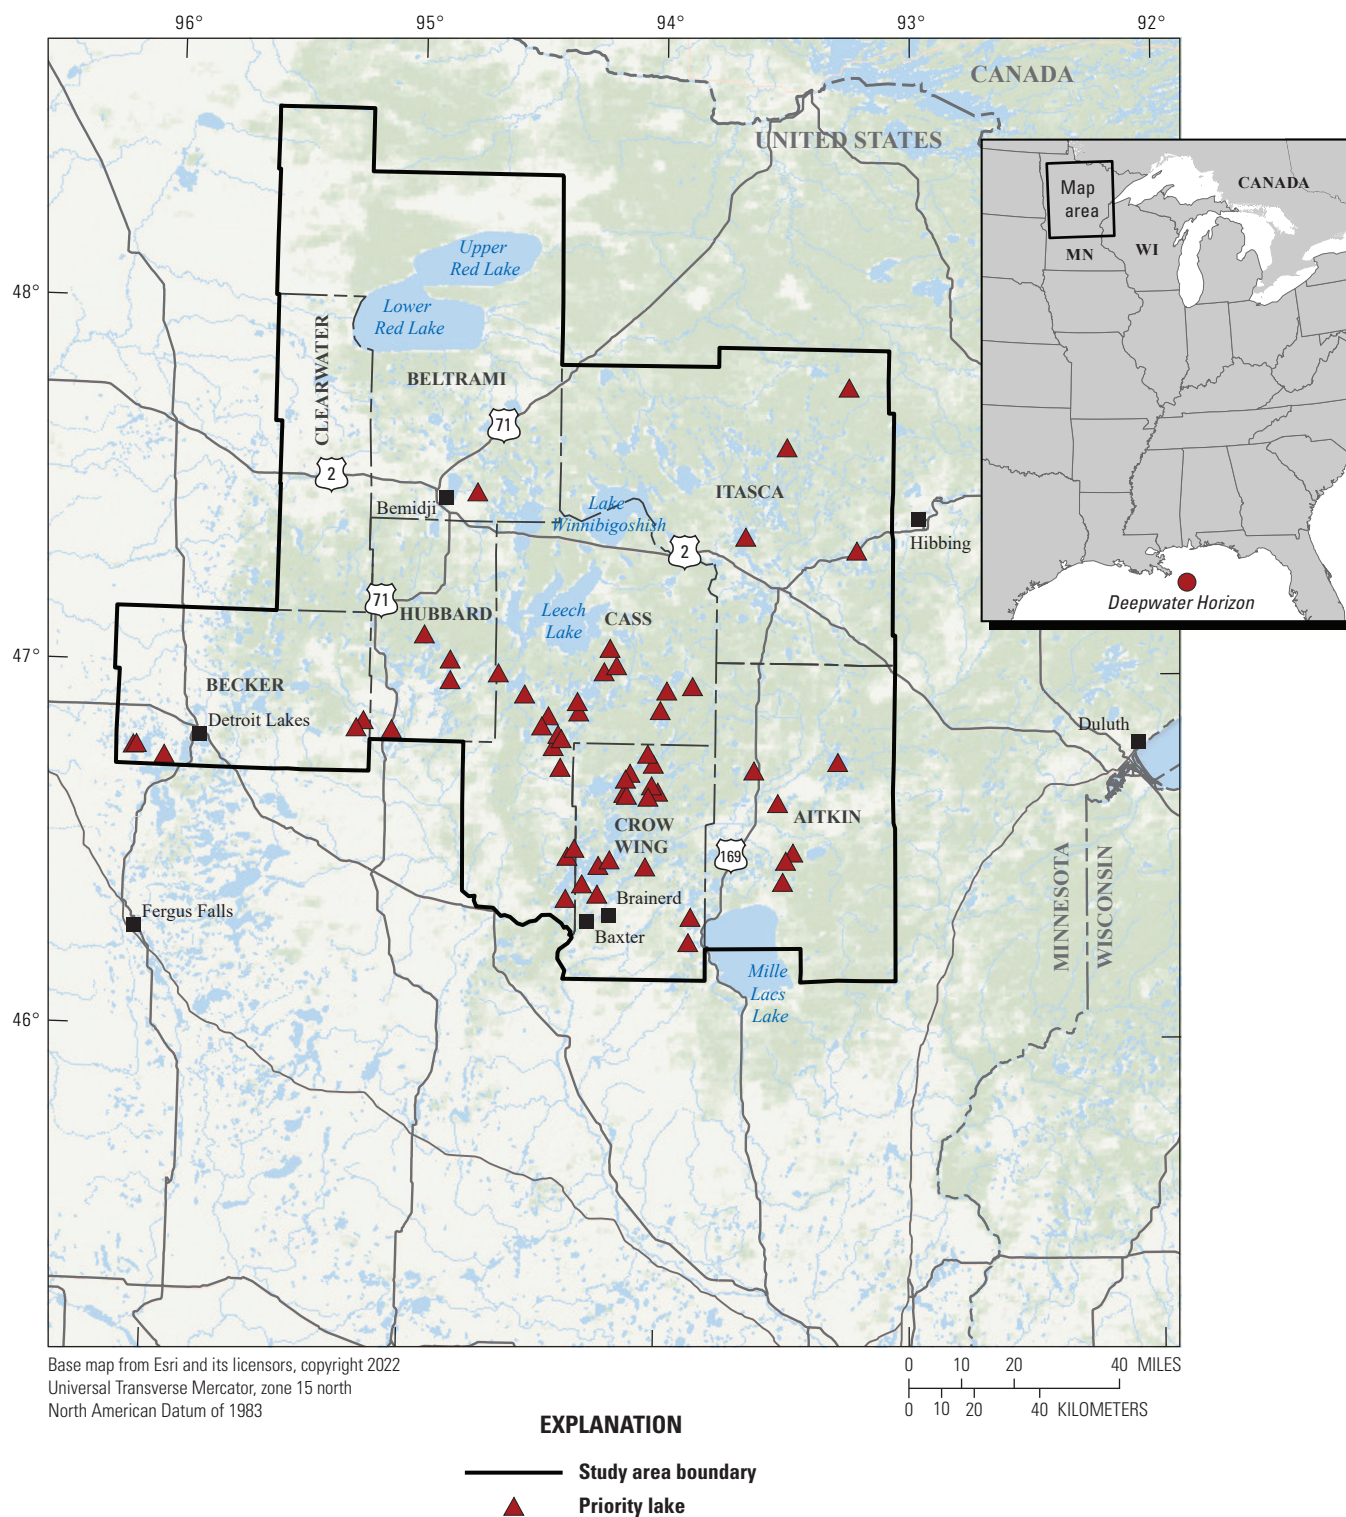 96°
95°
94°
93°
92°
CANADA
UNITED STATES
Map
area
CANADA
MN
WI
Deepwater Horizon
48°
47°
46°
Upper
Red Lake
Lower
Red Lake
CLEARWATER
BELTRAMI
71
2
Bemidji
ITASCA
Lake
Winnibigoshish
2
Hibbing
71
HUBBARD
Leech
Lake
CASS
BECKER
Detroit Lakes
Duluth
CROW
WING
AITKIN
169
Brainerd
Baxter
Fergus Falls
Mille
Lacs
Lake
MINNESOTA
WISCONSIN
Base map from Esri and its licensors, copyright 2022
Universal Transverse Mercator, zone 15 north
North American Datum of 1983
0 10 20 40 MILES
0 10 20 40 KILOMETERS
EXPLANATION
Study area boundary
Priority lake